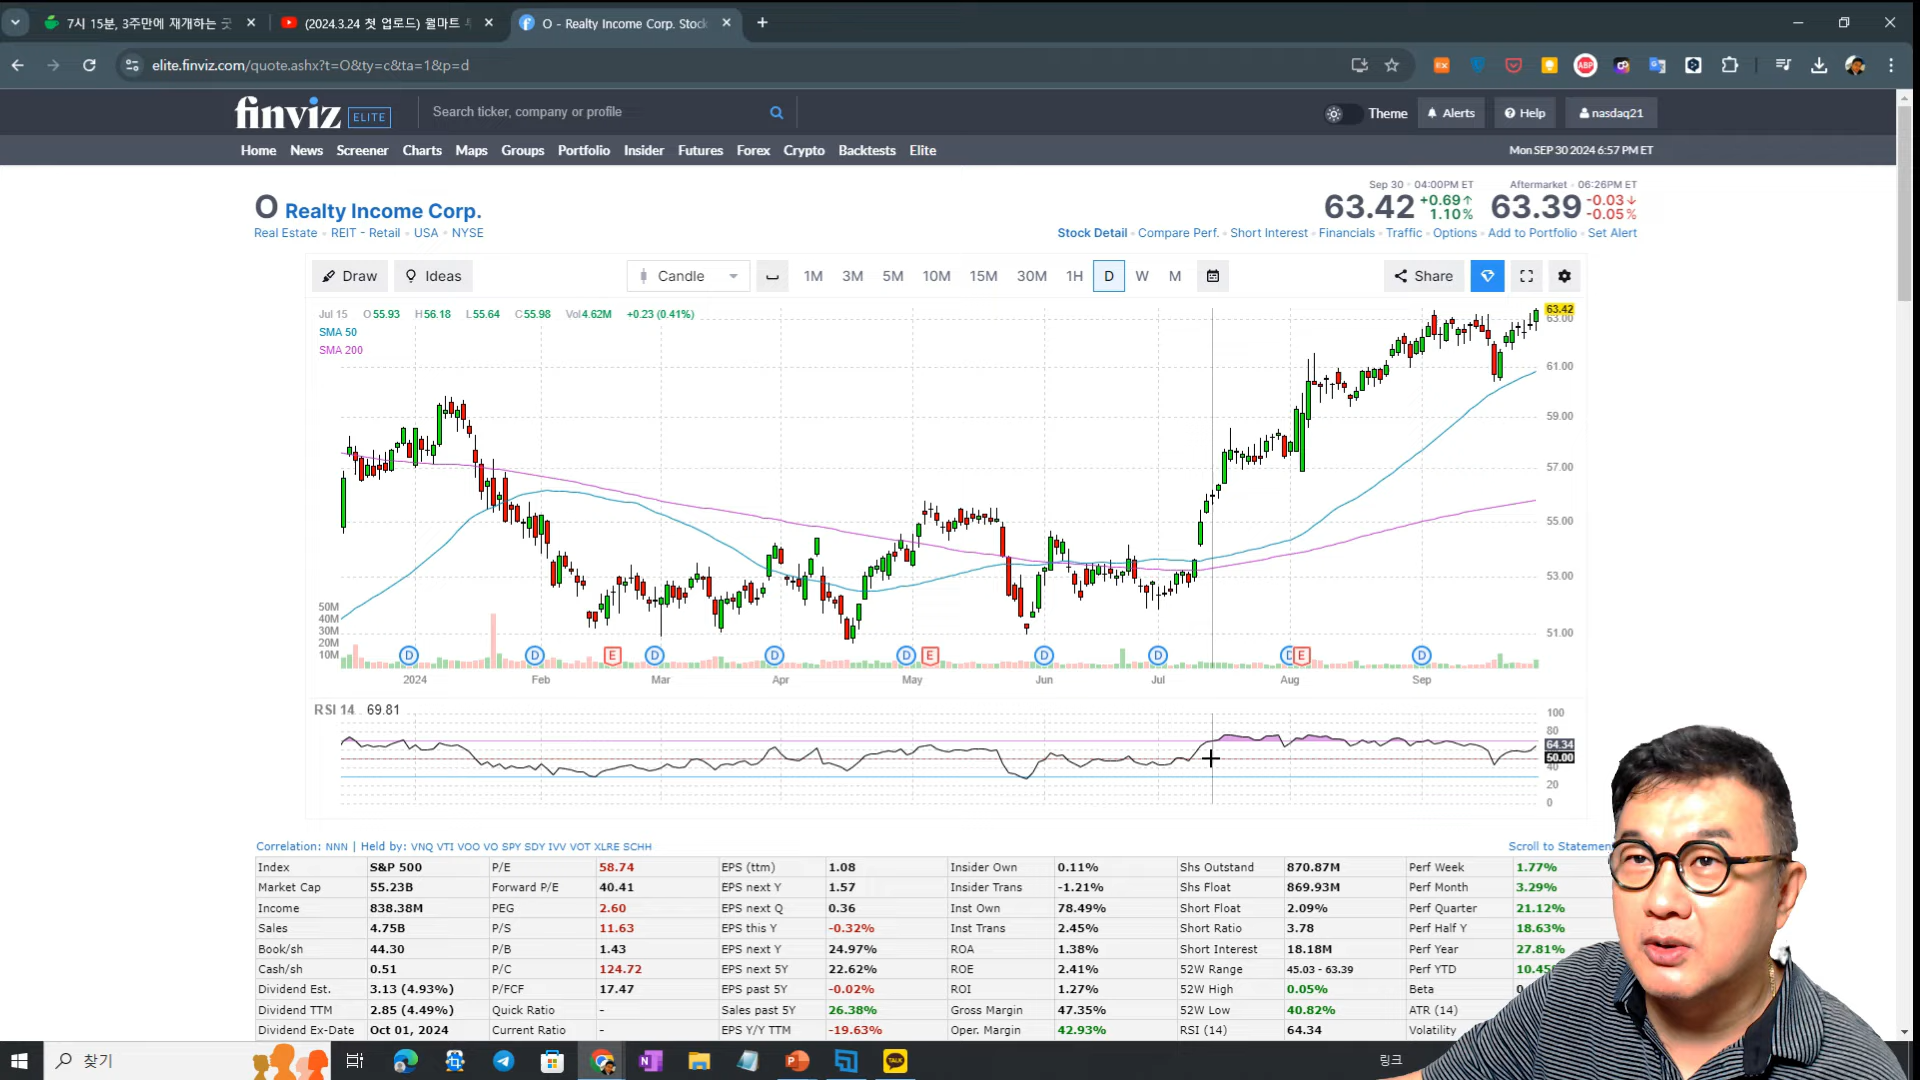 7시 15분, 3주만에 재개하는 굿
(2024.3.24 첫 업로드) 월마트
O - Realty Income Corp. Stock
elite.finviz.com/quote.ashx?t=O&ty=c&ta=1&p=d
finviz ELITE
Search ticker, company or profile
Theme
Alerts
Help
nasdaq21
Home News Screener Charts Maps Groups Portfolio Insider Futures Forex Crypto Backtests Elite
Mon SEP 30 2024 6:57 PM ET
O Realty Income Corp.
Real Estate • REIT - Retail • USA • NYSE
Sep 30 • 04:00PM ET
63.42 +0.69 1.10%
Aftermarket • 06:26PM ET
63.39 -0.03 -0.05%
Stock Detail • Compare Perf. • Short Interest • Financials • Traffic • Options • Add to Portfolio • Set Alert
Draw
Ideas
Candle
1M 3M 5M 10M 15M 30M 1H D W M
Share
Jul 15 O 55.93 H 56.18 L 55.64 C 55.98 Vol 4.62M +0.23 (0.41%)
SMA 50
SMA 200
63.42
63.00
61.00
59.00
57.00
55.00
53.00
51.00
50M
40M
30M
20M
10M
D D E D D D E D D D E D
2024 Feb Mar Apr May Jun Jul Aug Sep
RSI 14 69.81
100
80
64.34
50.00
40
20
0
Correlation: NNN | Held by: VNQ VTI VOO VO SPY SDY IVV VOT XLRE SCHH
Scroll to Statements
Index S&P 500 P/E 58.74 EPS (ttm) 1.08 Insider Own 0.11% Shs Outstand 870.87M Perf Week 1.77%
Market Cap 55.23B Forward P/E 40.41 EPS next Y 1.57 Insider Trans -1.21% Shs Float 869.93M Perf Month 3.29%
Income 838.38M PEG 2.60 EPS next Q 0.36 Inst Own 78.49% Short Float 2.09% Perf Quarter 21.12%
Sales 4.75B P/S 11.63 EPS this Y -0.32% Inst Trans 2.45% Short Ratio 3.78 Perf Half Y 18.63%
Book/sh 44.30 P/B 1.43 EPS next Y 24.97% ROA 1.38% Short Interest 18.18M Perf Year 27.81%
Cash/sh 0.51 P/C 124.72 EPS next 5Y 22.62% ROE 2.41% 52W Range 45.03 - 63.39 Perf YTD 10.45
Dividend Est. 3.13 (4.93%) P/FCF 17.47 EPS past 5Y -0.02% ROI 1.27% 52W High 0.05% Beta
Dividend TTM 2.85 (4.49%) Quick Ratio - Sales past 5Y 26.38% Gross Margin 47.35% 52W Low 40.82% ATR (14)
Dividend Ex-Date Oct 01, 2024 Current Ratio - EPS Y/Y TTM -19.63% Oper. Margin 42.93% RSI (14) 64.34 Volatility
찾기
TALK
링크